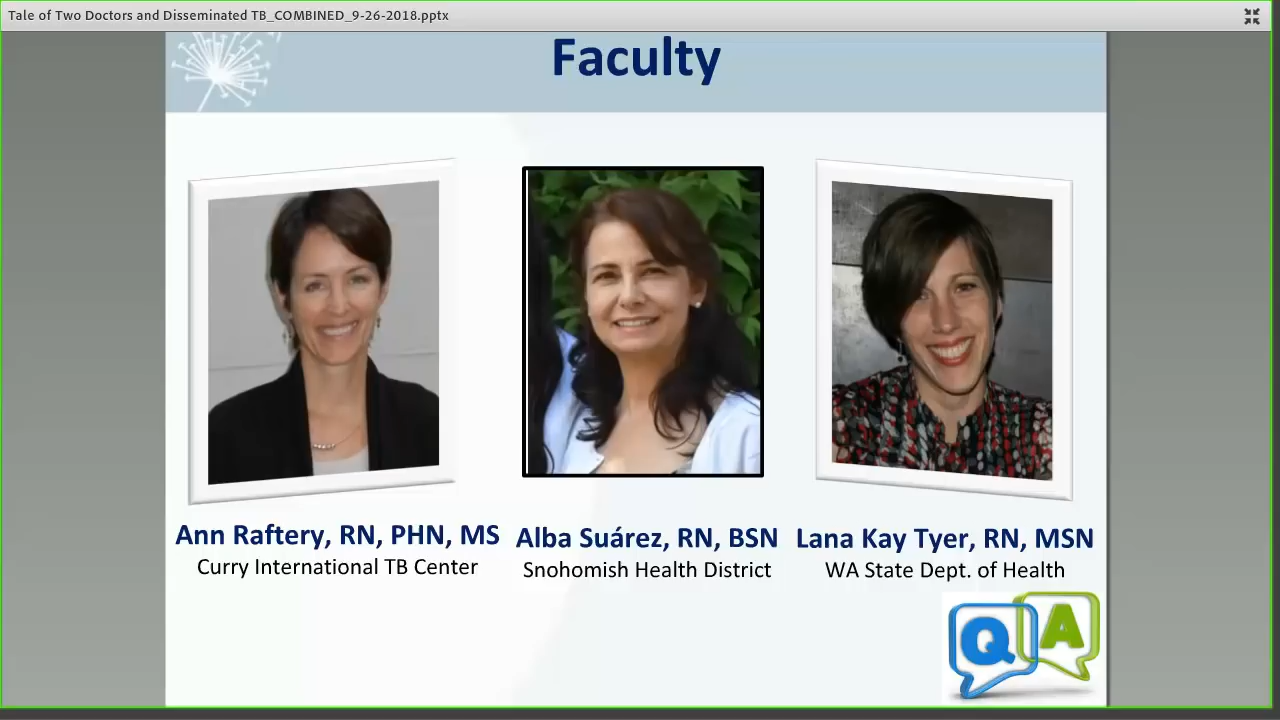 Tale of Two Doctors and Disseminated TB_COMBINED_9-26-2018.pptx
Faculty
Ann Raftery, RN, PHN, MS
Curry International TB Center
Alba Suárez, RN, BSN
Snohomish Health District
Lana Kay Tyer, RN, MSN
WA State Dept. of Health
Q A